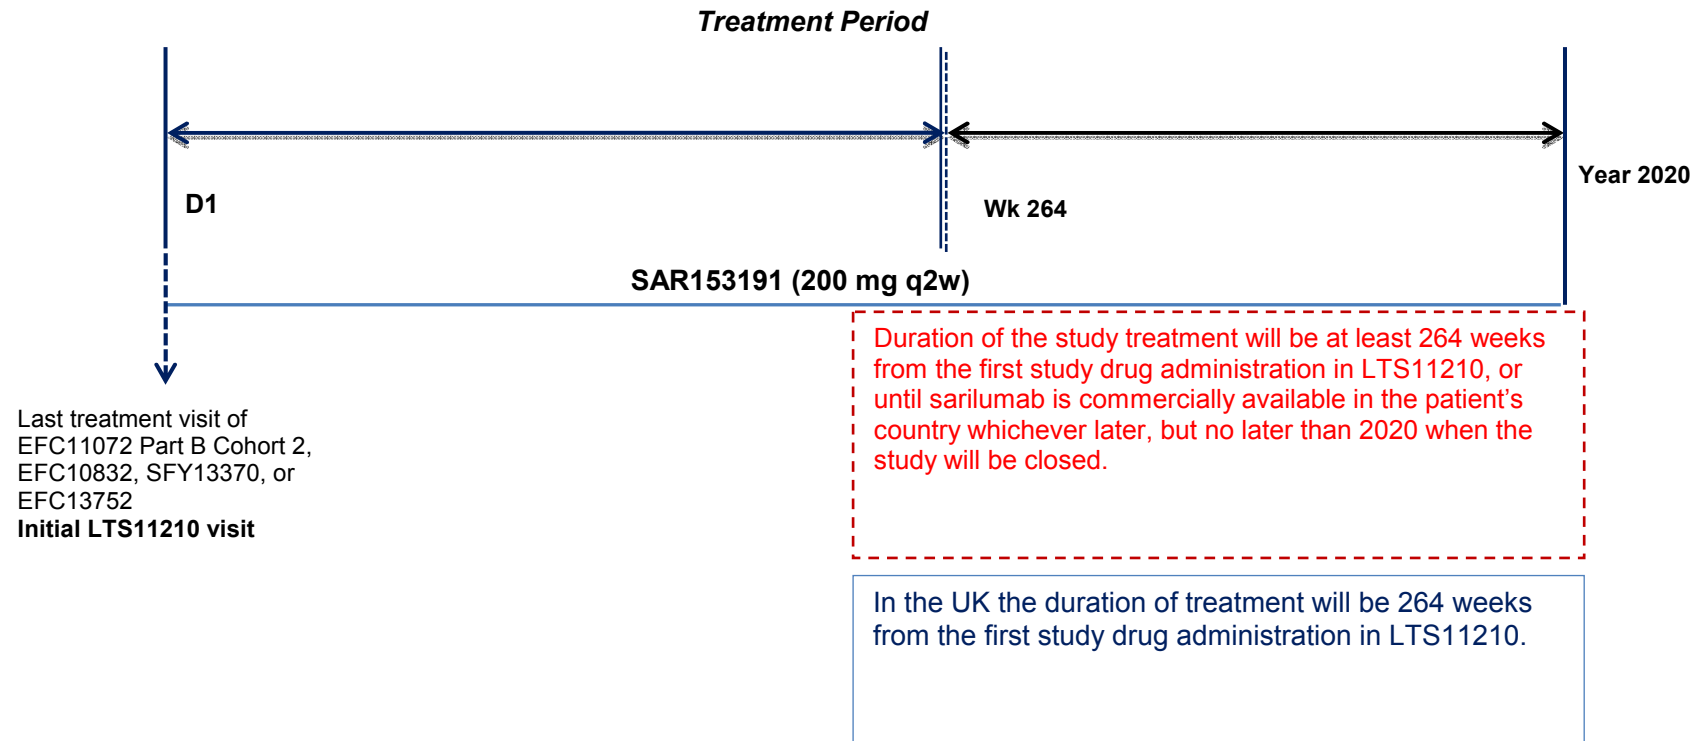 Treatment Period
Year 2020
D1
Wk 264
SAR153191 (200 mg q2w)
Duration of the study treatment will be at least 264 weeks
from the first study drug administration in LTS11210, or
until sarilumab is commercially available in the patient’s
country whichever later, but no later than 2020 when the
study will be closed.
Last treatment visit of
EFC11072 Part B Cohort 2,
EFC10832, SFY13370, or
EFC13752
Initial LTS11210 visit
In the UK the duration of treatment will be 264 weeks
from the first study drug administration in LTS11210.